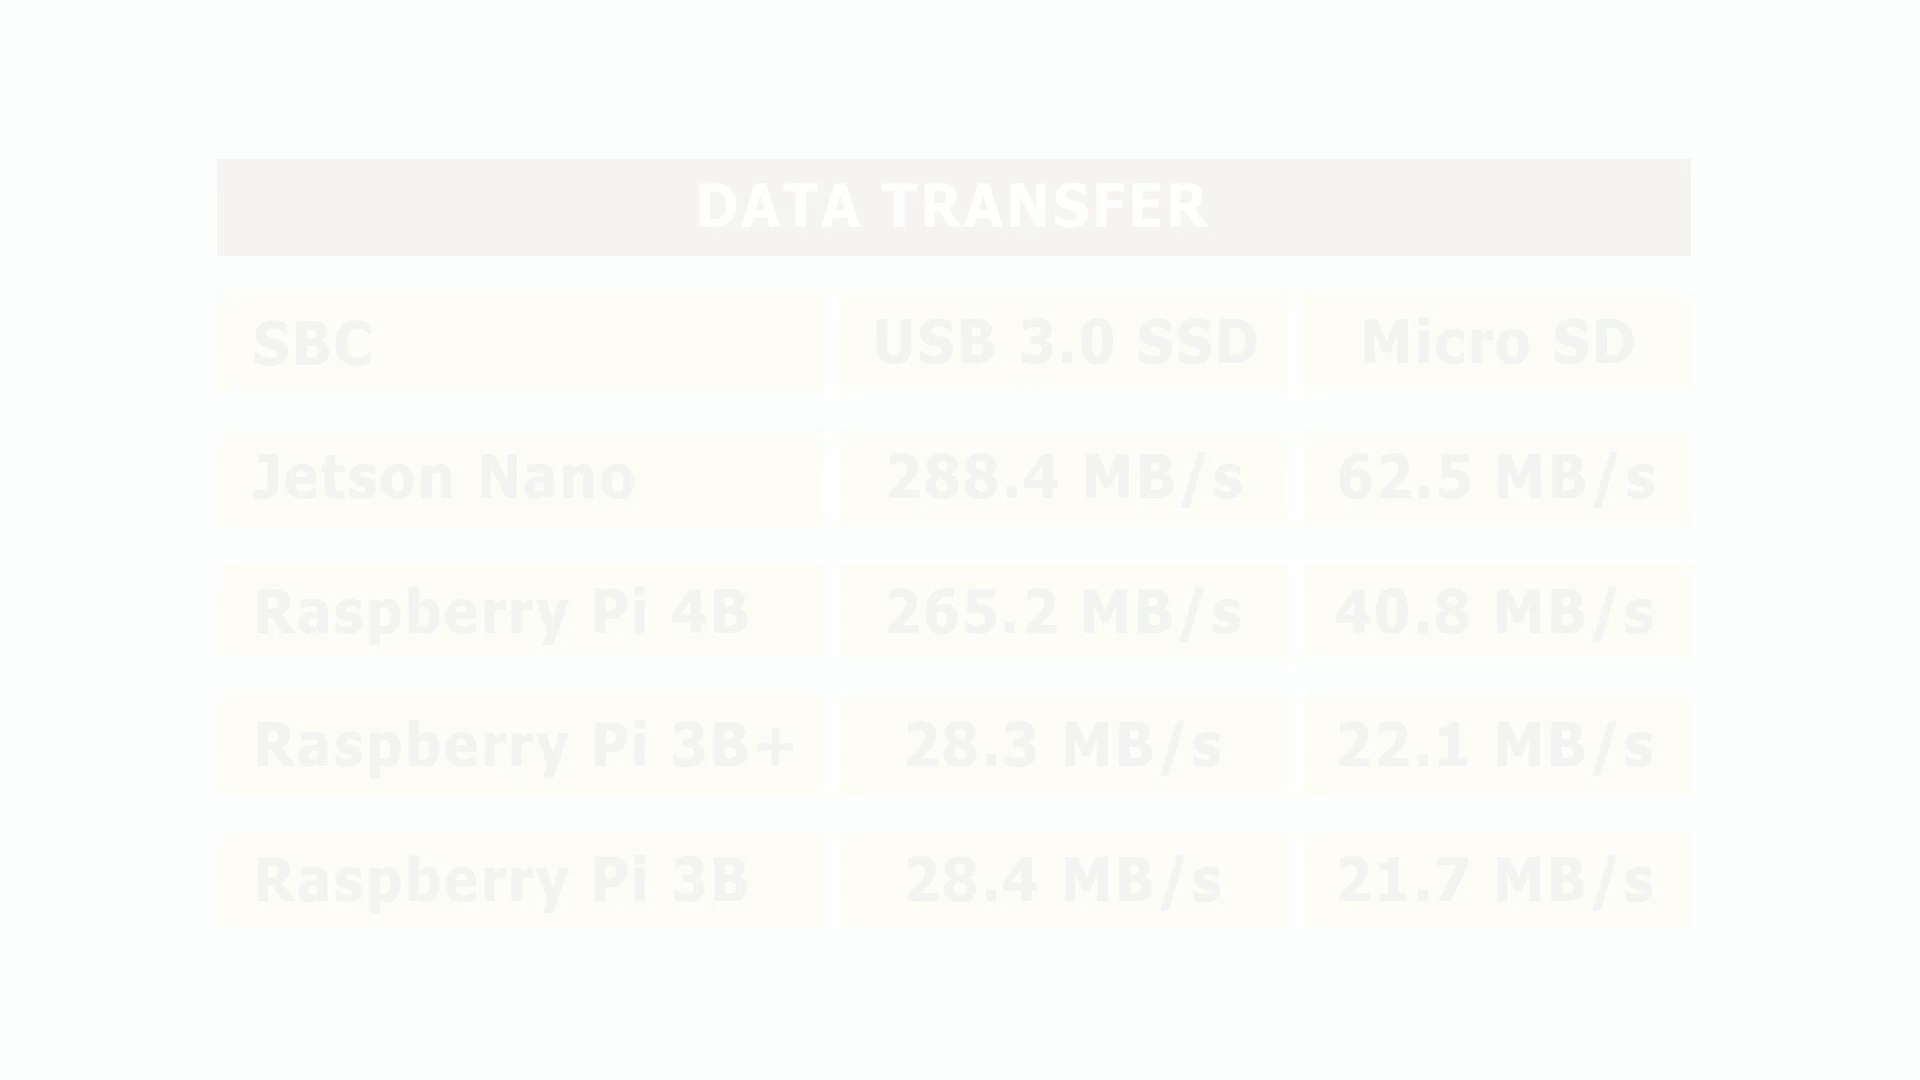 DATA TRANSFER
SBC USB 3.0 SSD Micro SD
Jetson Nano 288.4 MB/s 62.5 MB/s
Raspberry Pi 4B 265.2 MB/s 40.8 MB/s
Raspberry Pi 3B+ 28.3 MB/s 22.1 MB/s
Raspberry Pi 3B 28.4 MB/s 21.7 MB/s